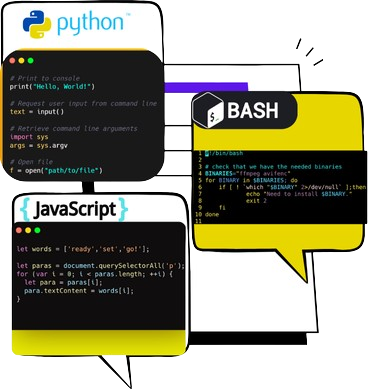 python™
# Print to console
print("Hello, World!")
# Request user input from command line
text = input()
# Retrieve command line arguments
import sys
args = sys.argv
# Open file
f = open("path/to/file")
$_
BASH
1 #!/bin/bash
2
3 # check that we have the needed binaries
4 BINARIES="ffmpeg avifenc"
5 for BINARY in $BINARIES; do
6 if [ ! `which "$BINARY" 2>/dev/null` ];then
7 echo "Need to install $BINARY."
8 exit 2
9 fi
10 done
11
{ JavaScript }
let words = ['ready','set','go!'];
let paras = document.querySelectorAll('p');
for (var i = 0; i < paras.length; ++i) {
let para = paras[i];
para.textContent = words[i];
}